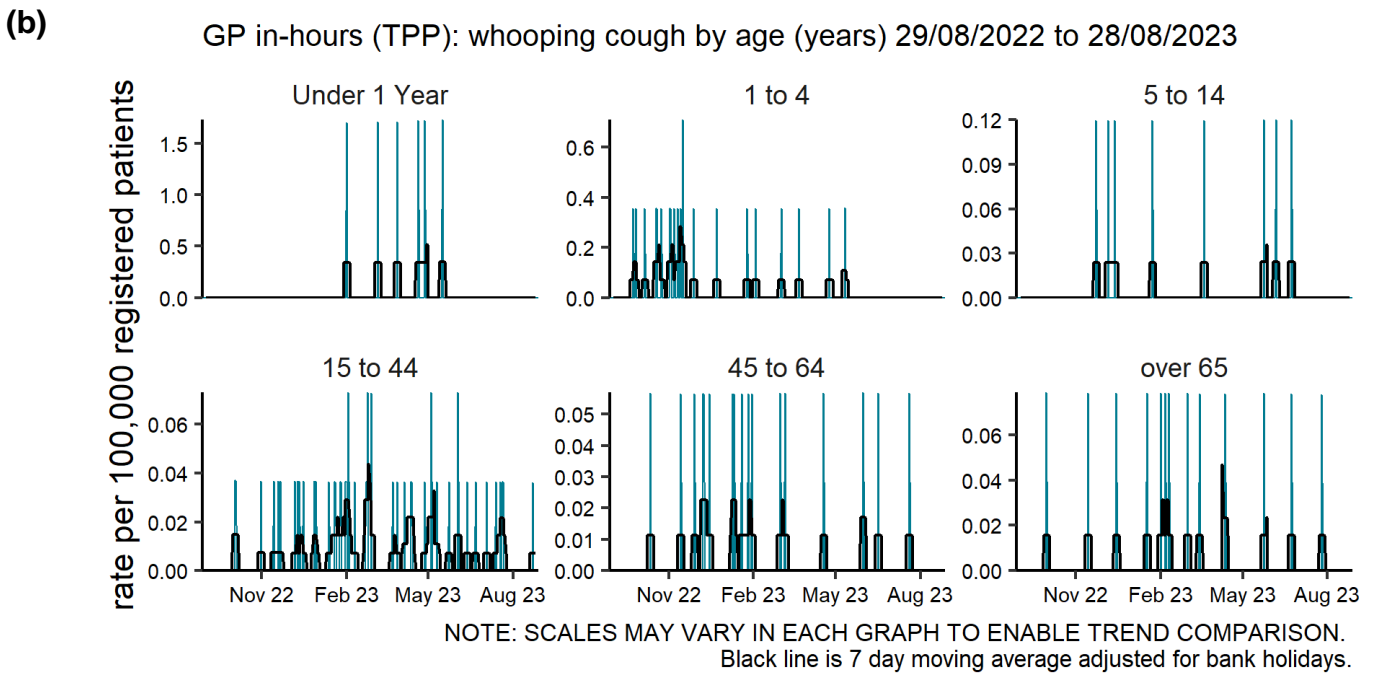 (b)
GP in-hours (TPP): whooping cough by age (years) 29/08/2022 to 28/08/2023
rate per 100,000 registered patients
Under 1 Year
1.5
1.0
0.5
0.0
1 to 4
0.6
0.4
0.2
0.0
5 to 14
0.12
0.09
0.06
0.03
0.00
15 to 44
0.06
0.04
0.02
0.00
Nov 22 Feb 23 May 23 Aug 23
45 to 64
0.05
0.04
0.03
0.02
0.01
0.00
Nov 22 Feb 23 May 23 Aug 23
over 65
0.06
0.04
0.02
0.00
Nov 22 Feb 23 May 23 Aug 23
NOTE: SCALES MAY VARY IN EACH GRAPH TO ENABLE TREND COMPARISON.
Black line is 7 day moving average adjusted for bank holidays.